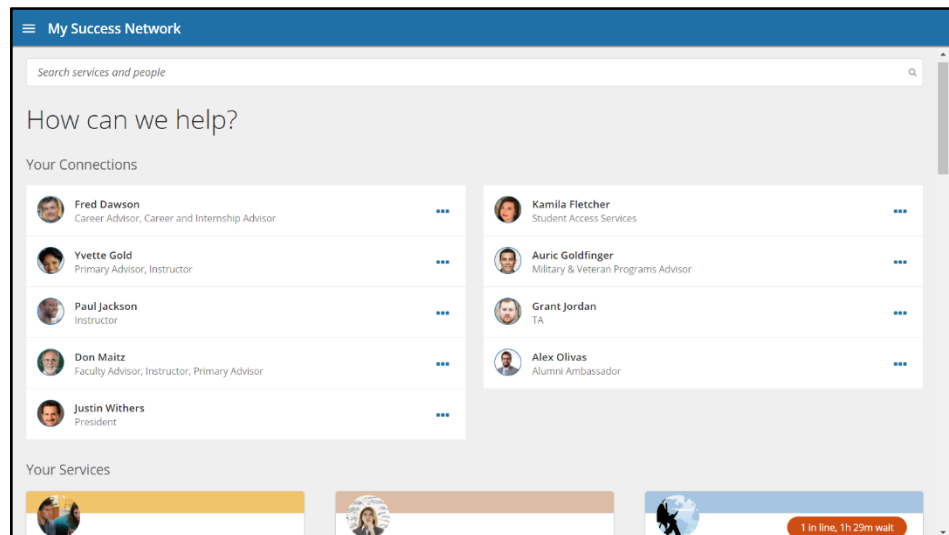 My Success Network
Search services and people
How can we help?
Your Connections
Fred Dawson
Career Advisor, Career and Internship Advisor
Kamila Fletcher
Student Access Services
Yvette Gold
Primary Advisor, Instructor
Auric Goldfinger
Military & Veteran Programs Advisor
Paul Jackson
Instructor
Grant Jordan
TA
Don Maitz
Faculty Advisor, Instructor, Primary Advisor
Alex Olivas
Alumni Ambassador
Justin Withers
President
Your Services
1 in line, 1h 29m wait